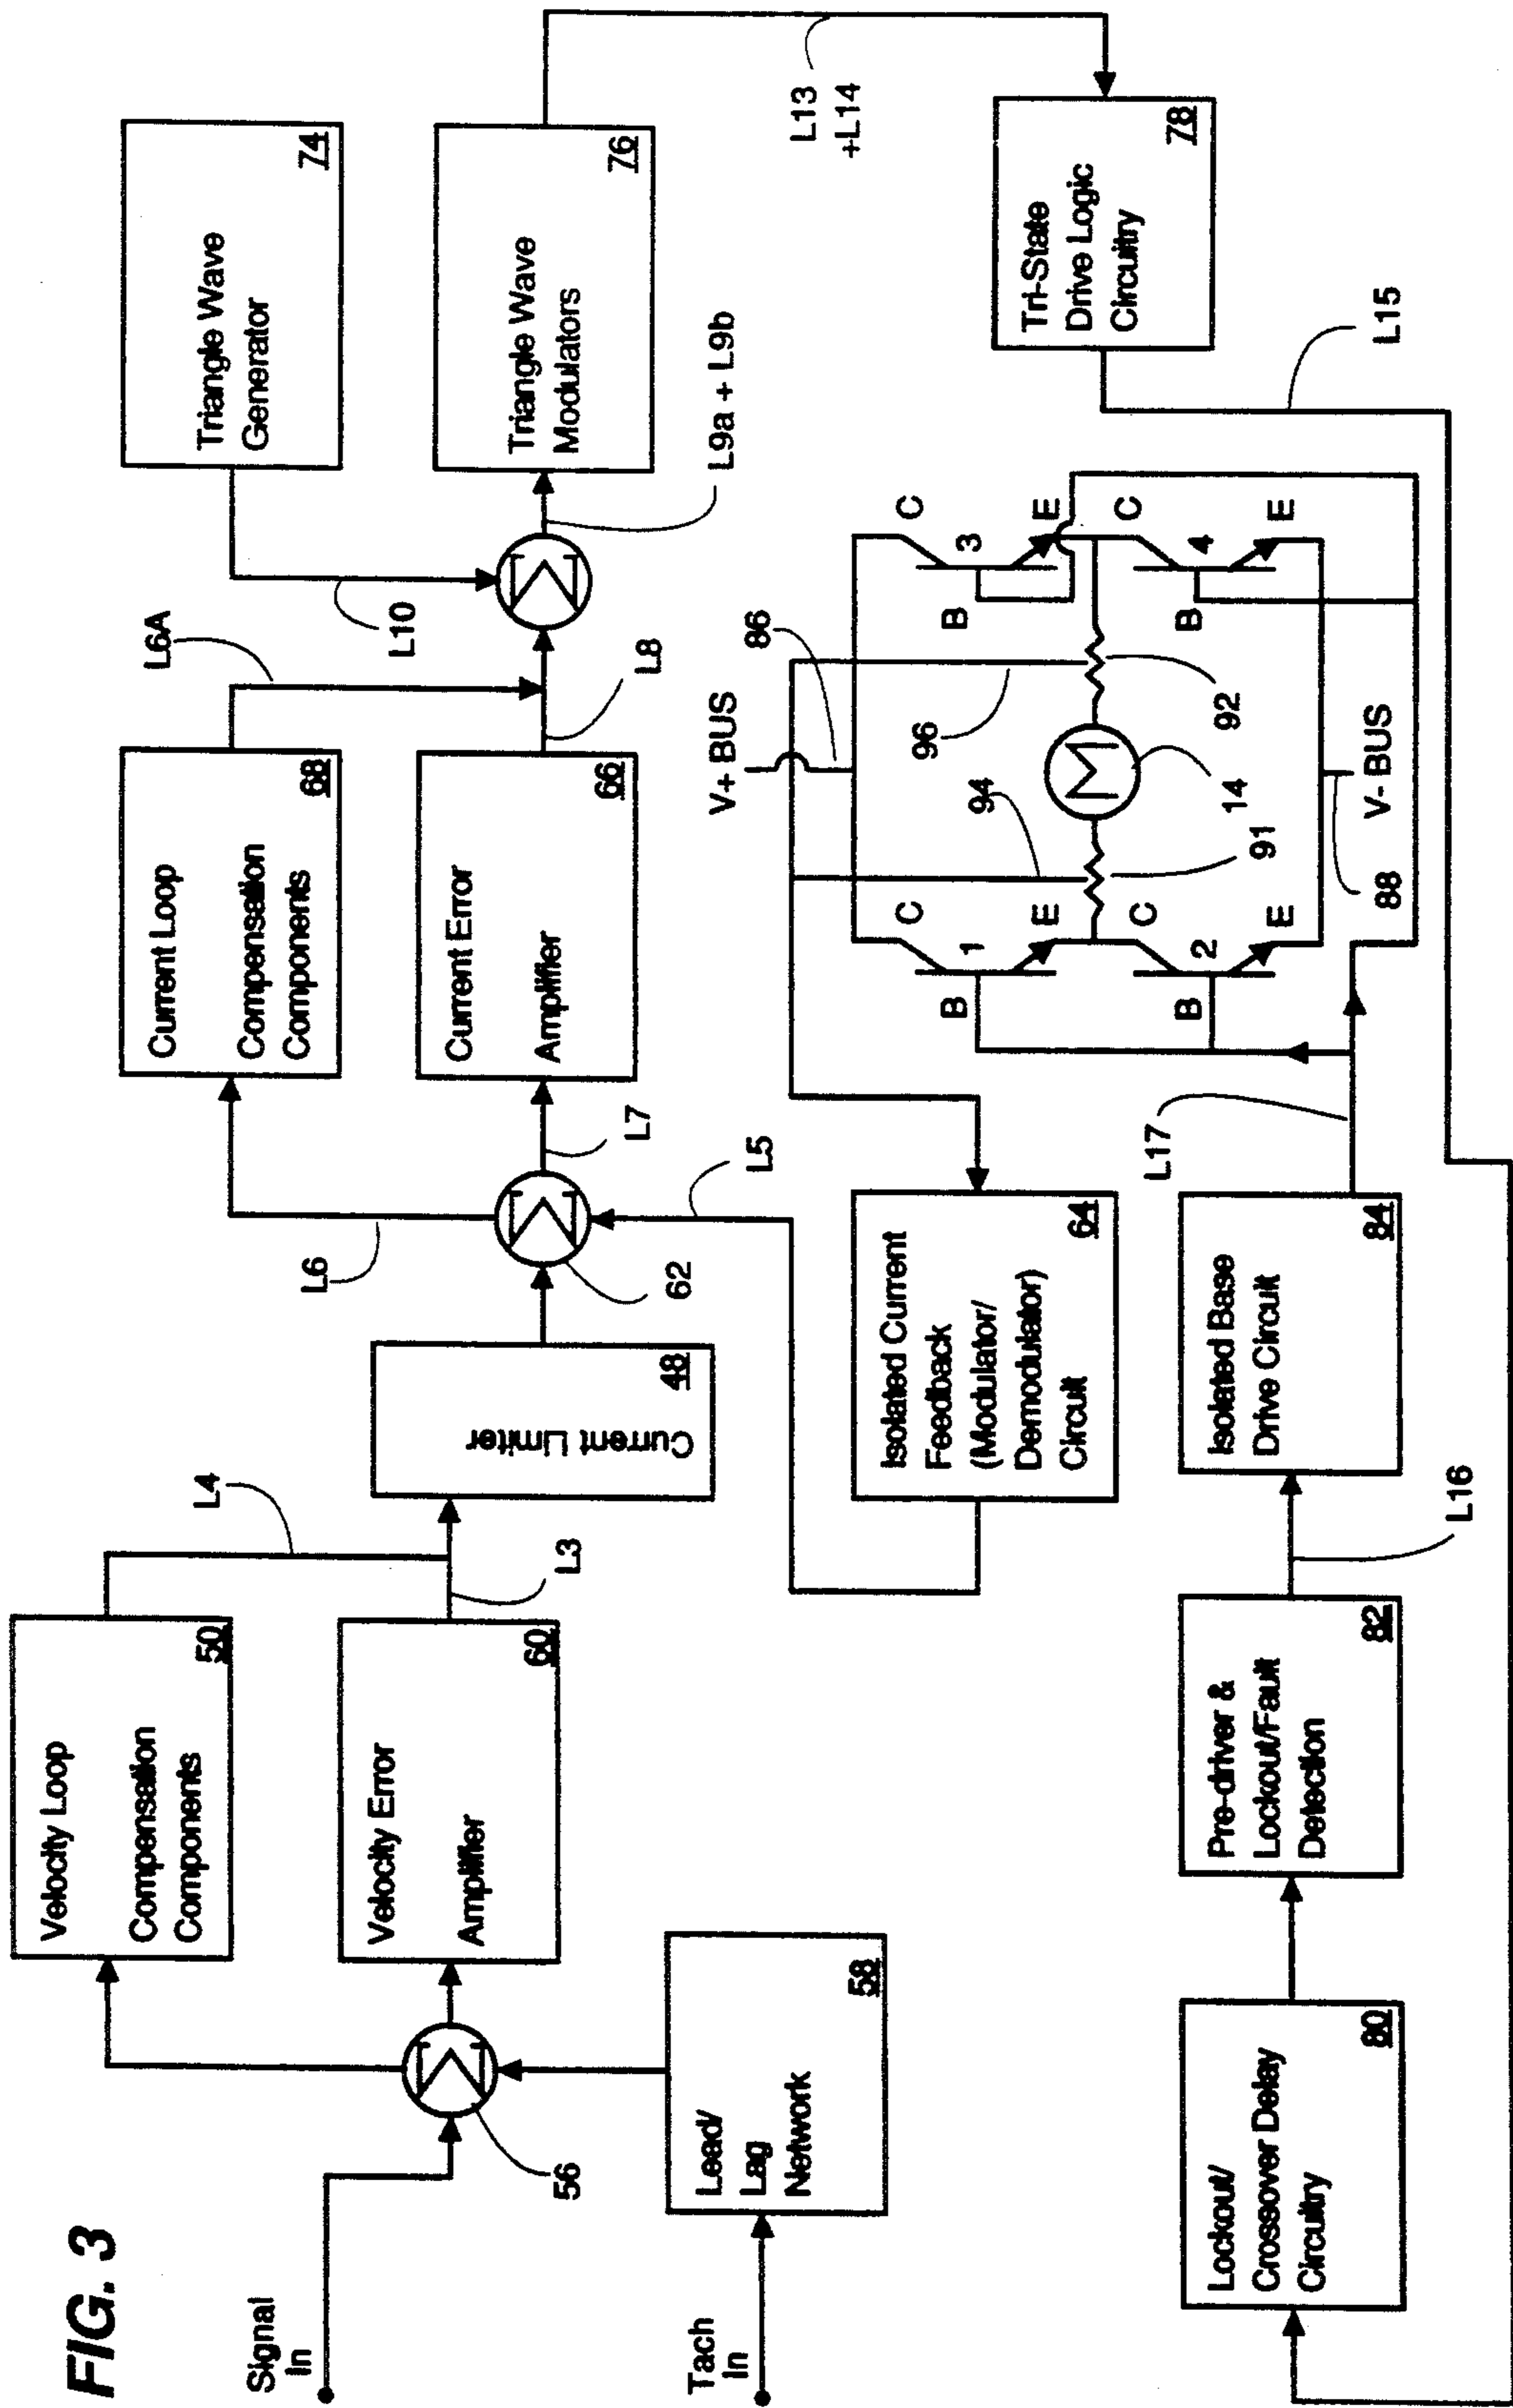 FIG. 3
Signal
In
Tach
In
56
Velocity Loop
Compensation
Components
50
Velocity Error
Amplifier
60
Lead/
Lag
Network
58
L4
L3
Current Limiter
48
62
L6
L7
L5
Current Loop
Compensation
Components
68
Current Error
Amplifier
66
L6A
L8
L10
Triangle Wave
Generator
74
Triangle Wave
Modulators
76
L9a + L9b
L13
+L14
Tri-State
Drive Logic
Circuitry
78
L15
Isolated Current
Feedback
(Modulator/
Demodulator)
Circuit
64
V+ BUS
86
94
96
C
B
1
E
C
B
2
E
C
B
3
E
C
B
4
E
91
14
92
88
V- BUS
Lockout/
Crossover Delay
Circuitry
80
Pre-driver &
Lockout/Fault
Detection
82
L16
Isolated Base
Drive Circuit
84
L17